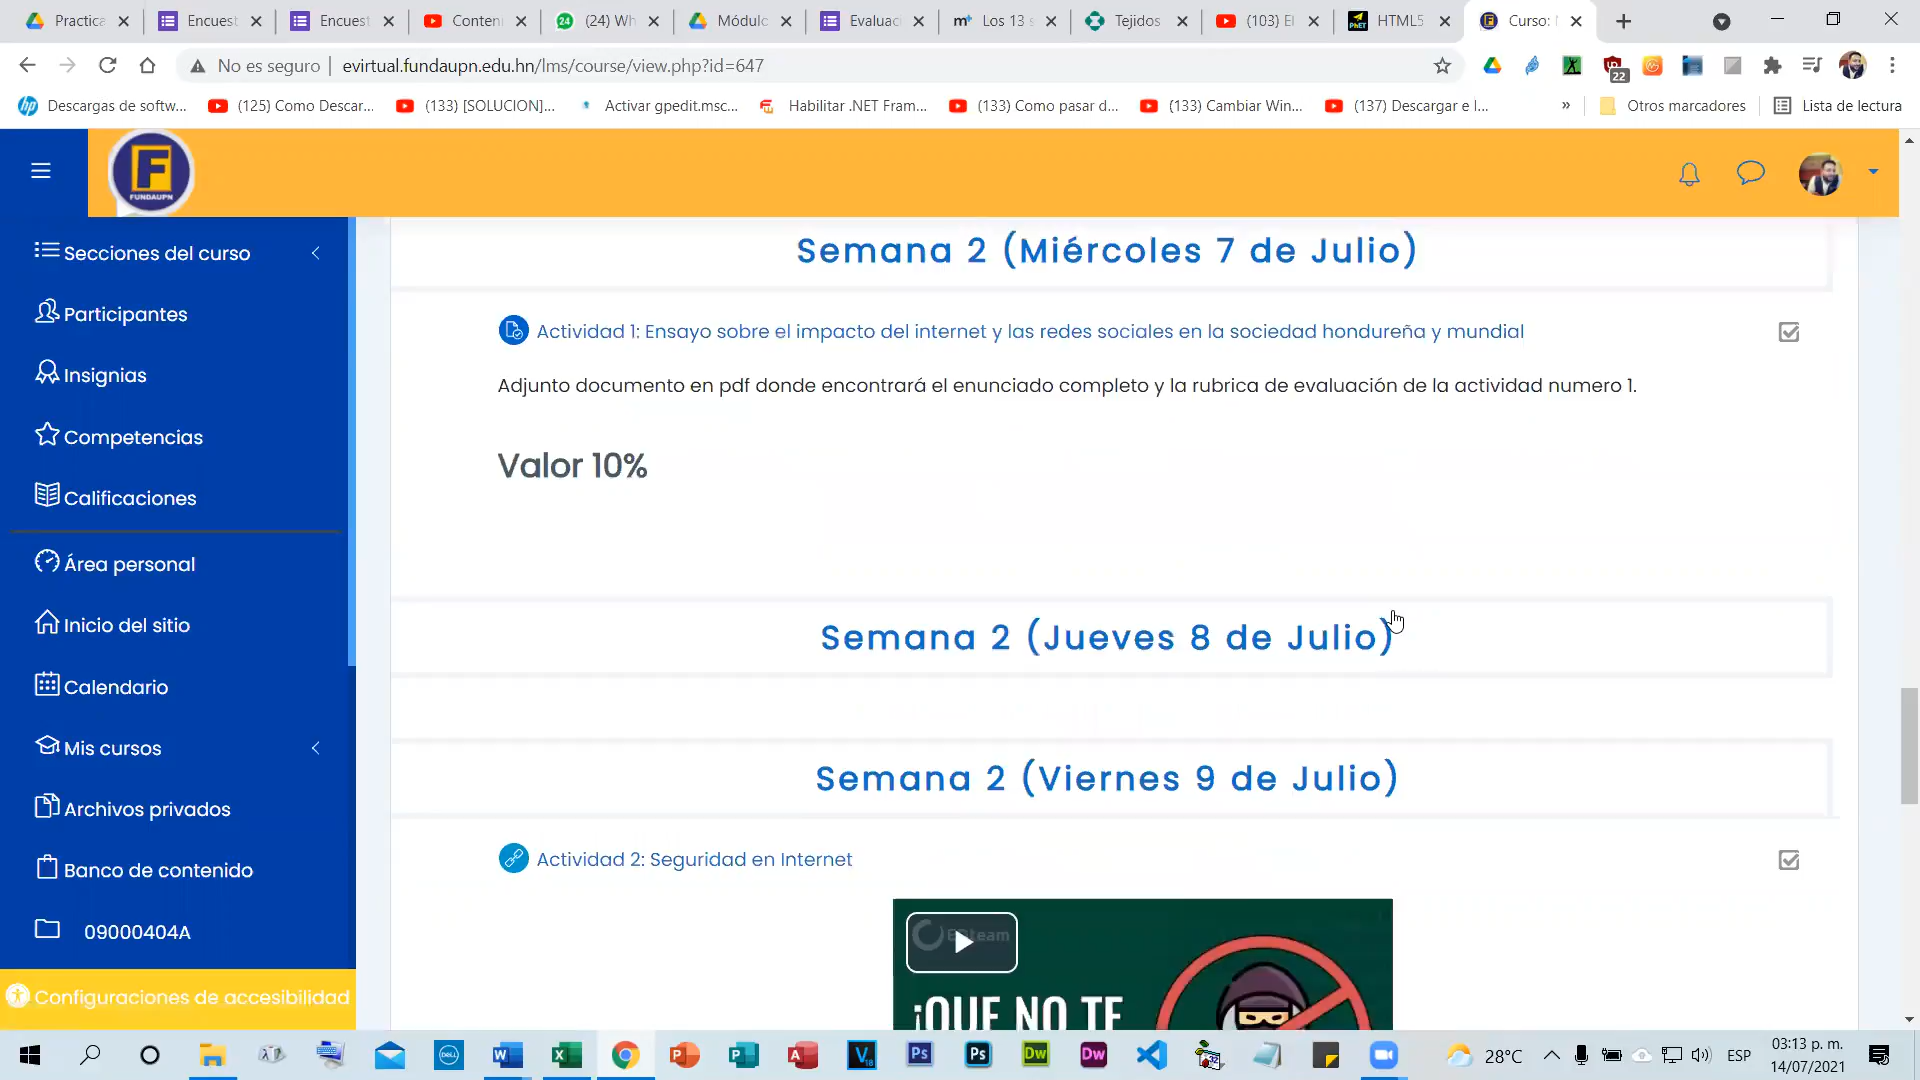 Practica
Encuest
Encuest
Conten
(24) Wh
Módulo
Evaluac
Los 13 s
Tejidos
(103) El
HTML5
Curso:
No es seguro
evirtual.fundaupn.edu.hn/lms/course/view.php?id=647
22
Descargas de softw...
(125) Como Descar...
(133) [SOLUCION]...
Activar gpedit.msc...
Habilitar .NET Fram...
(133) Como pasar d...
(133) Cambiar Win...
(137) Descargar e I...
»
Otros marcadores
Lista de lectura
FUNDAUPN
Secciones del curso
Participantes
Insignias
Competencias
Calificaciones
Área personal
Inicio del sitio
Calendario
Mis cursos
Archivos privados
Banco de contenido
09000404A
Configuraciones de accesibilidad
Semana 2 (Miércoles 7 de Julio)
Actividad 1: Ensayo sobre el impacto del internet y las redes sociales en la sociedad hondureña y mundial
Adjunto documento en pdf donde encontrará el enunciado completo y la rubrica de evaluación de la actividad numero 1.
Valor 10%
Semana 2 (Jueves 8 de Julio)
Semana 2 (Viernes 9 de Julio)
Actividad 2: Seguridad en Internet
EDteam
¡QUE NO TE
28°C
ESP
03:13 p. m.
14/07/2021